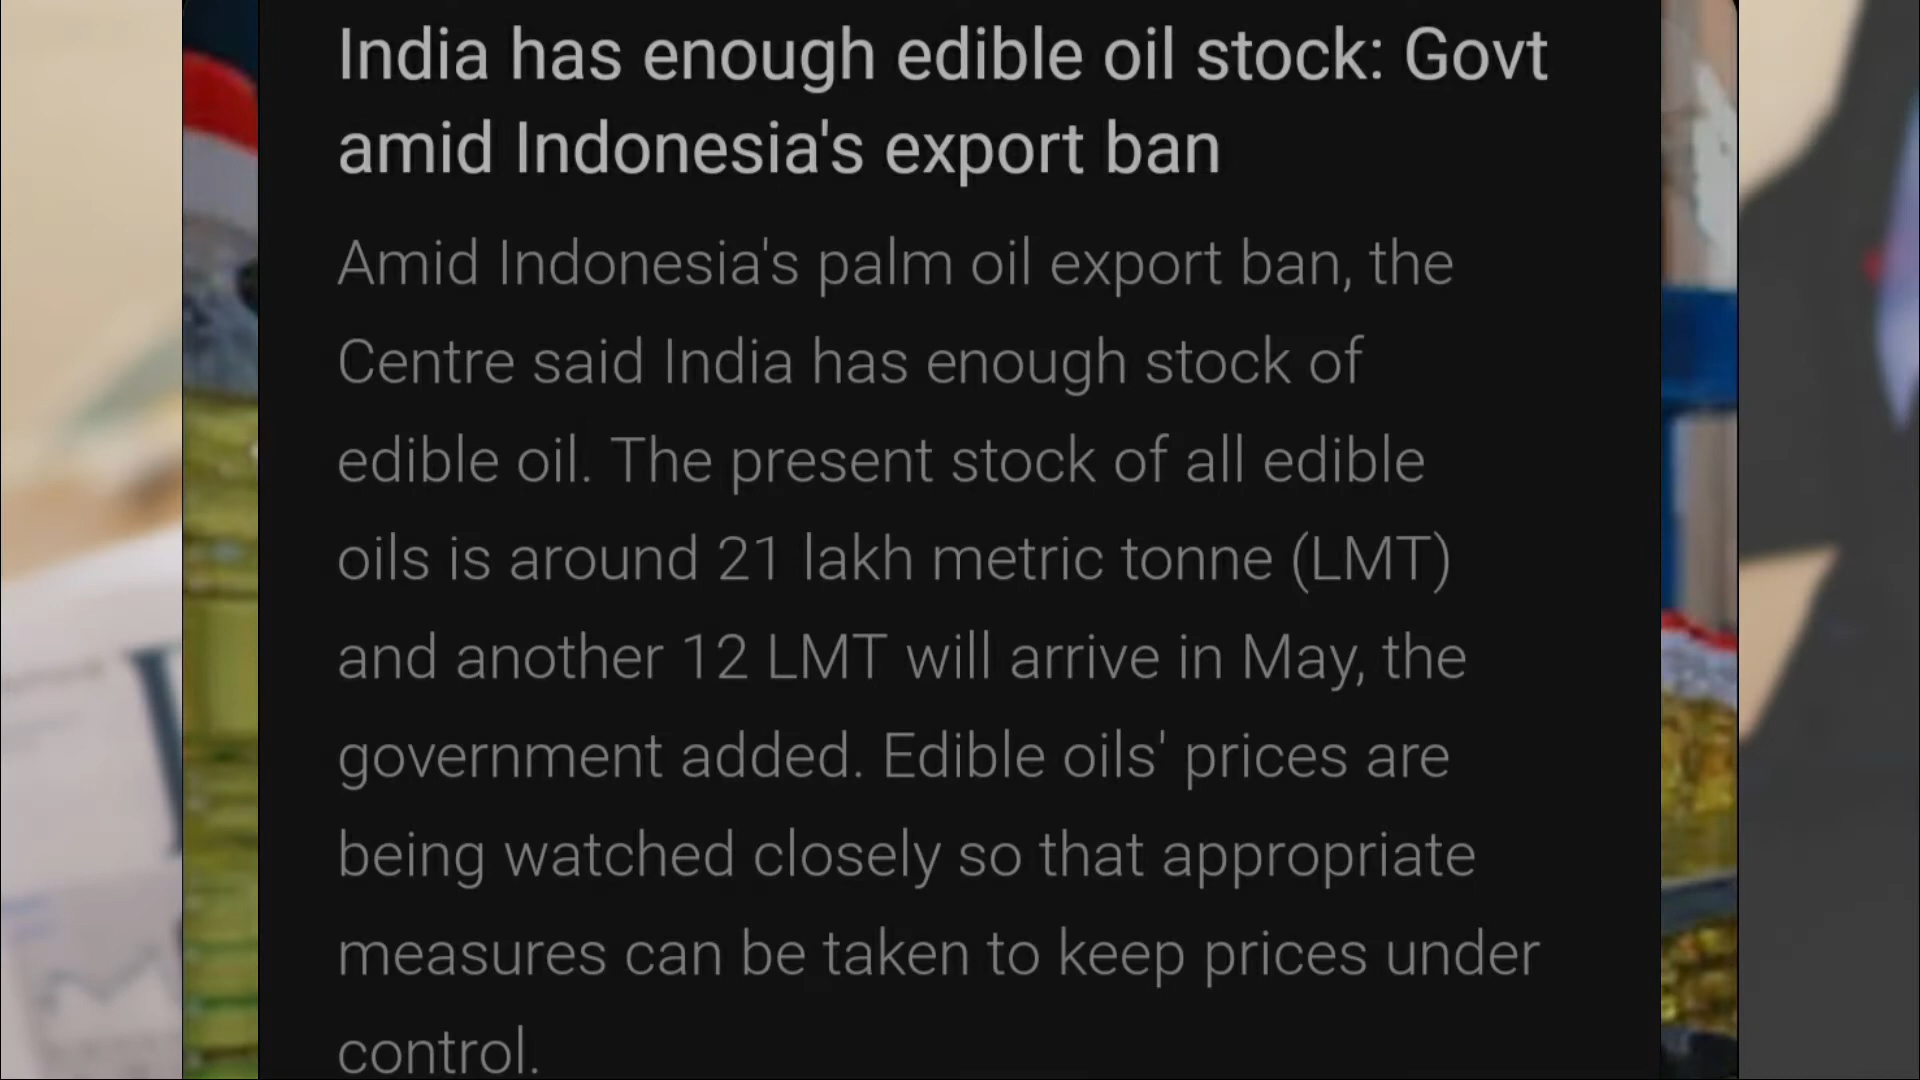 India has enough edible oil stock: Govt
amid Indonesia's export ban
Amid Indonesia's palm oil export ban, the
Centre said India has enough stock of
edible oil. The present stock of all edible
oils is around 21 lakh metric tonne (LMT)
and another 12 LMT will arrive in May, the
government added. Edible oils' prices are
being watched closely so that appropriate
measures can be taken to keep prices under
control.